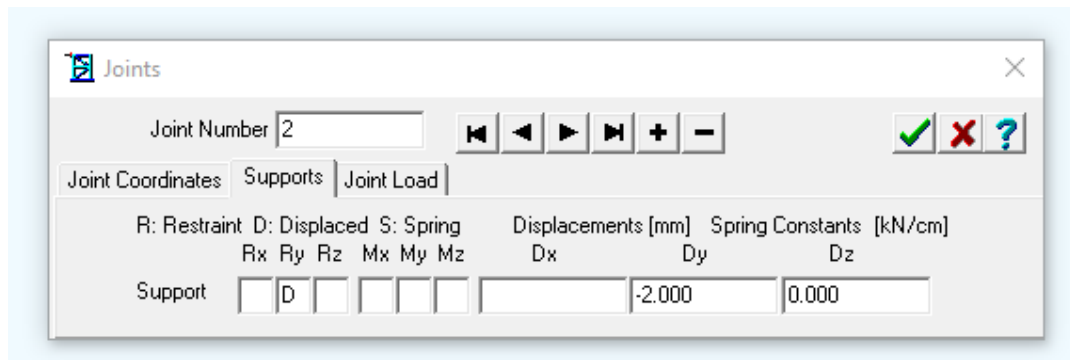 Joints
Joint Number 2
Joint Coordinates Supports Joint Load
R: Restraint D: Displaced S: Spring Displacements [mm] Spring Constants [kN/cm]
Rx Ry Rz Mx My Mz Dx Dy Dz
Support D -2.000 0.000